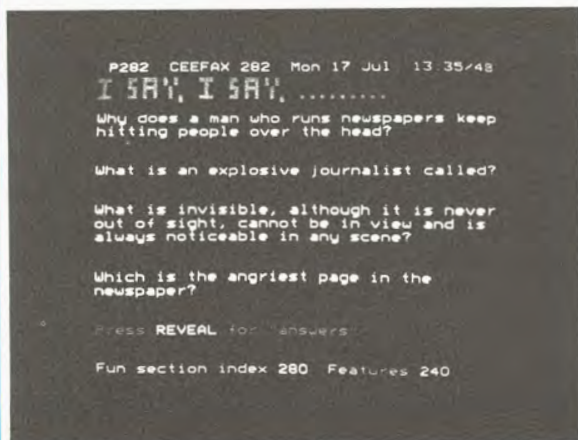 P282 CEEFAX 282 Mon 17 Jul 13:35/48
I SAY, I SAY, .........
Why does a man who runs newspapers keep
hitting people over the head?
What is an explosive journalist called?
What is invisible, although it is never
out of sight, cannot be in view and is
always noticeable in any scene?
Which is the angriest page in the
newspaper?
Press REVEAL for answers
Fun section index 280 Features 240